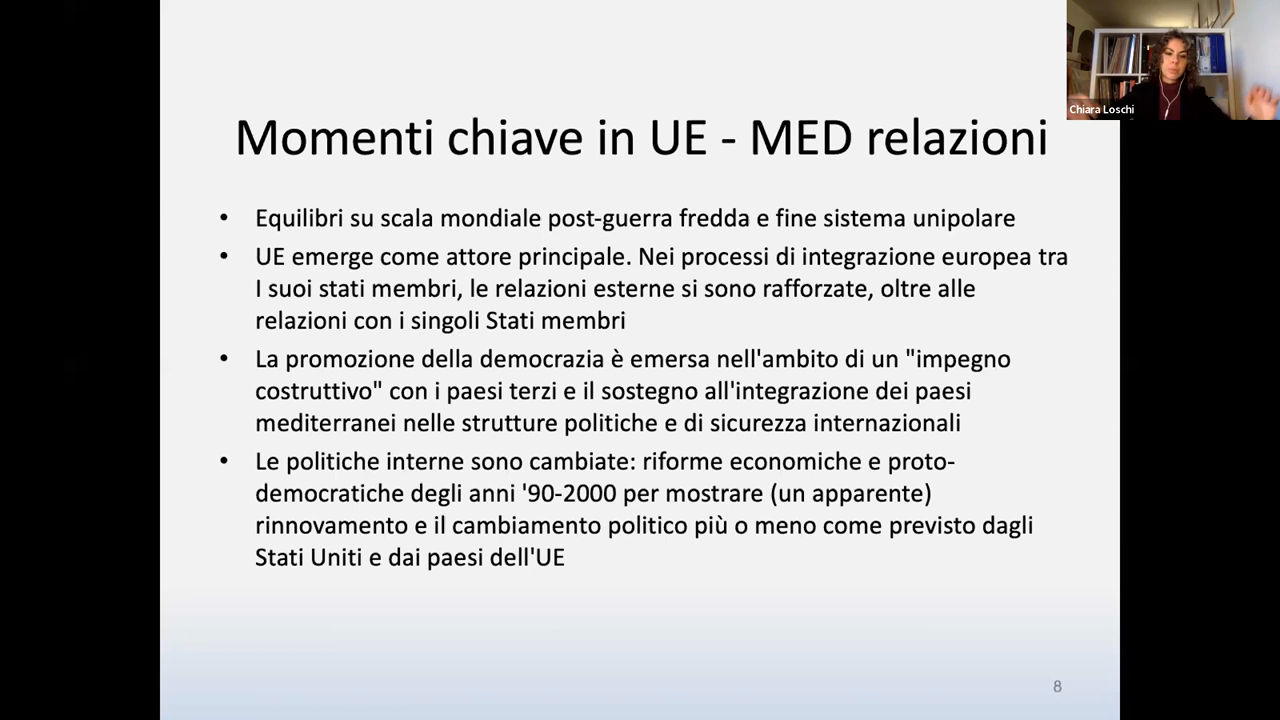 Chiara Loschi
Momenti chiave in UE - MED relazioni
• Equilibri su scala mondiale post-guerra fredda e fine sistema unipolare
• UE emerge come attore principale. Nei processi di integrazione europea tra
I suoi stati membri, le relazioni esterne si sono rafforzate, oltre alle
relazioni con i singoli Stati membri
• La promozione della democrazia è emersa nell'ambito di un "impegno
costruttivo" con i paesi terzi e il sostegno all'integrazione dei paesi
mediterranei nelle strutture politiche e di sicurezza internazionali
• Le politiche interne sono cambiate: riforme economiche e proto-
democratiche degli anni '90-2000 per mostrare (un apparente)
rinnovamento e il cambiamento politico più o meno come previsto dagli
Stati Uniti e dai paesi dell'UE
8